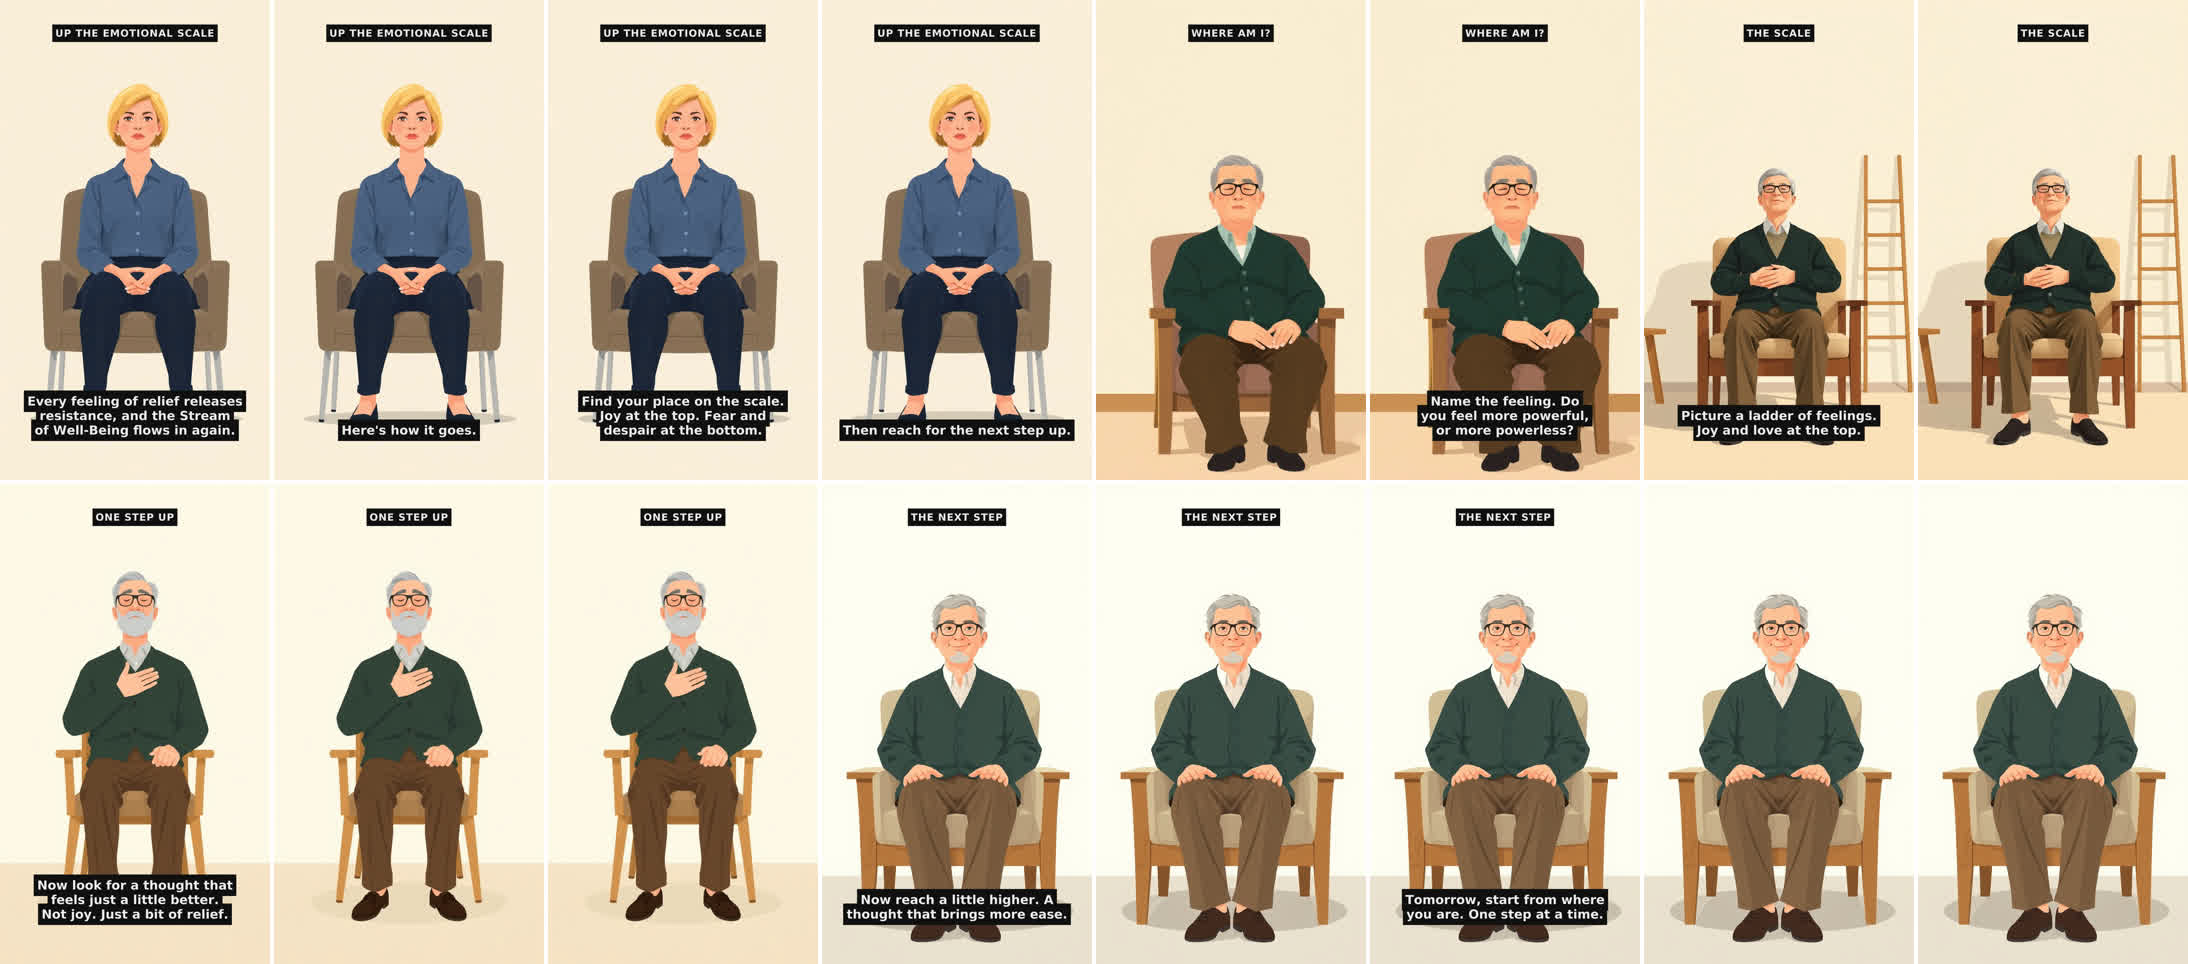 UP THE EMOTIONAL SCALE
Every feeling of relief releases
resistance, and the Stream
of Well-Being flows in again.
UP THE EMOTIONAL SCALE
Here's how it goes.
UP THE EMOTIONAL SCALE
Find your place on the scale.
Joy at the top. Fear and
despair at the bottom.
UP THE EMOTIONAL SCALE
Then reach for the next step up.
WHERE AM I?
WHERE AM I?
Name the feeling. Do
you feel more powerful,
or more powerless?
THE SCALE
Picture a ladder of feelings.
Joy and love at the top.
THE SCALE
ONE STEP UP
Now look for a thought that
feels just a little better.
Not joy. Just a bit of relief.
ONE STEP UP
ONE STEP UP
THE NEXT STEP
Now reach a little higher. A
thought that brings more ease.
THE NEXT STEP
THE NEXT STEP
Tomorrow, start from where
you are. One step at a time.